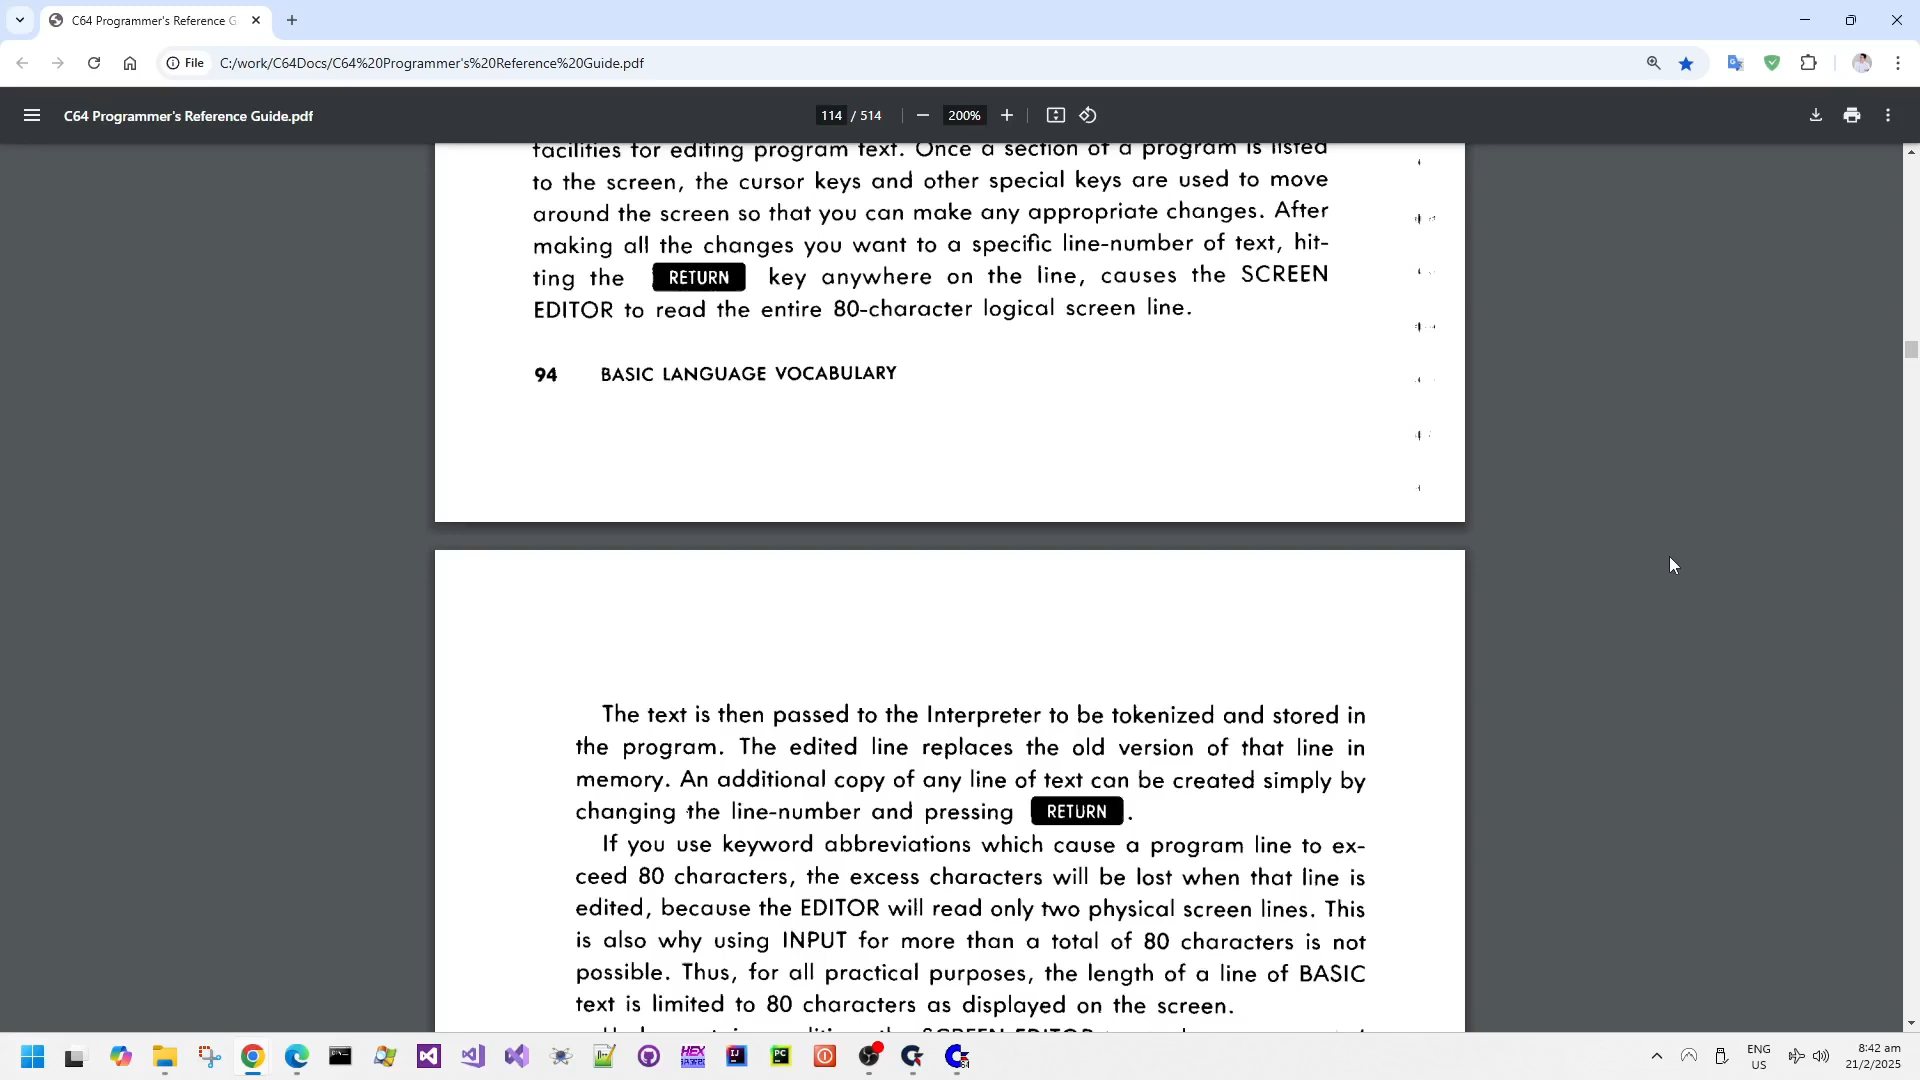 C64 Programmer's Reference G
File
C:/work/C64Docs/C64%20Programmer's%20Reference%20Guide.pdf
C64 Programmer's Reference Guide.pdf
114 / 514
200%
facilities for editing program text. Once a section of a program is listed
to the screen, the cursor keys and other special keys are used to move
around the screen so that you can make any appropriate changes. After
making all the changes you want to a specific line-number of text, hit-
ting the RETURN key anywhere on the line, causes the SCREEN
EDITOR to read the entire 80-character logical screen line.
94 BASIC LANGUAGE VOCABULARY
The text is then passed to the Interpreter to be tokenized and stored in
the program. The edited line replaces the old version of that line in
memory. An additional copy of any line of text can be created simply by
changing the line-number and pressing RETURN .
If you use keyword abbreviations which cause a program line to ex-
ceed 80 characters, the excess characters will be lost when that line is
edited, because the EDITOR will read only two physical screen lines. This
is also why using INPUT for more than a total of 80 characters is not
possible. Thus, for all practical purposes, the length of a line of BASIC
text is limited to 80 characters as displayed on the screen.
ENG
US
8:42 am
21/2/2025